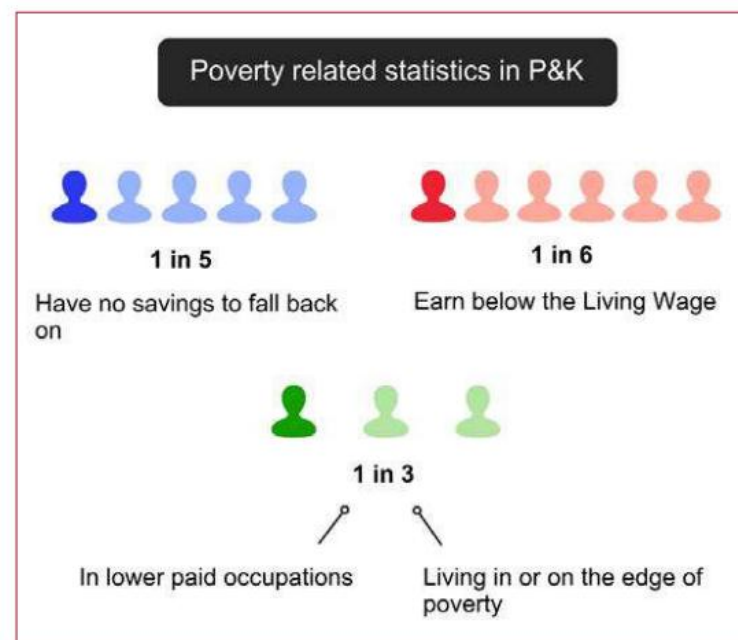 Poverty related statistics in P&K
1 in 5
Have no savings to fall back
on
1 in 6
Earn below the Living Wage
1 in 3
In lower paid occupations
Living in or on the edge of
poverty